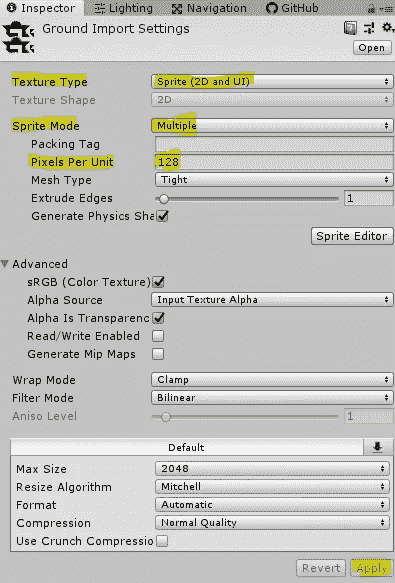 Inspector Lighting Navigation GitHub
Ground Import Settings
Open
Texture Type Sprite (2D and UI)
Texture Shape 2D
Sprite Mode Multiple
Packing Tag
Pixels Per Unit 128
Mesh Type Tight
Extrude Edges 1
Generate Physics Sha
Sprite Editor
Advanced
sRGB (Color Texture)
Alpha Source Input Texture Alpha
Alpha Is Transparenc
Read/Write Enabled
Generate Mip Maps
Wrap Mode Clamp
Filter Mode Bilinear
Aniso Level 1
Default
Max Size 2048
Resize Algorithm Mitchell
Format Automatic
Compression Normal Quality
Use Crunch Compressio
Revert Apply